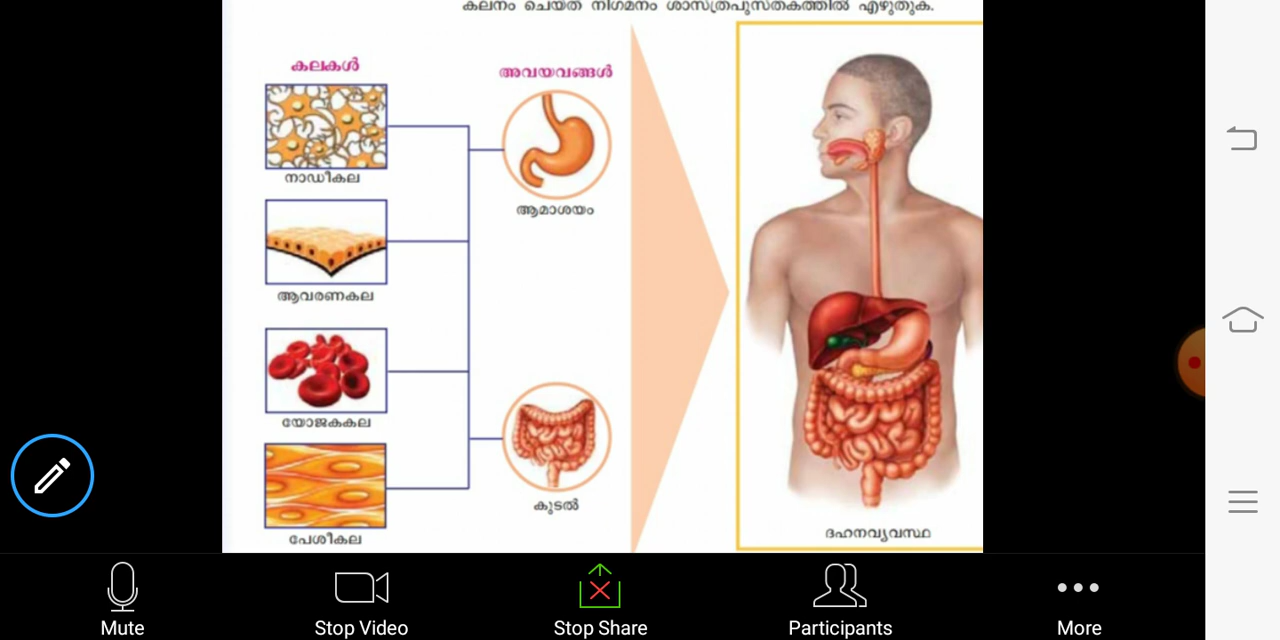 കലനം ചെയ്ത് നിഗമനം ശാസ്ത്രപുസ്തകത്തിൽ എഴുതുക.
കലകൾ
അവയവങ്ങൾ
നാഡീകല
ആമാശയം
ആവരണകല
യോജകകല
കുടൽ
പേശീകല
ദഹനവ്യവസ്ഥ
Mute
Stop Video
Stop Share
Participants
More